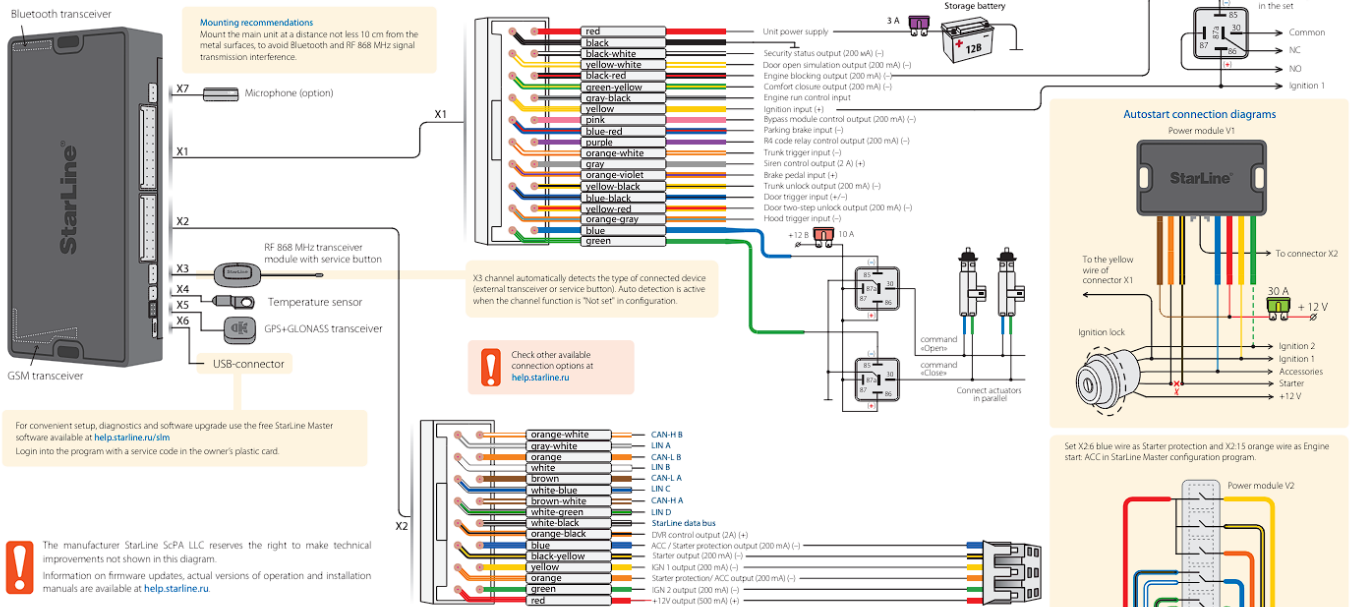 Bluetooth transceiver
Mounting recommendations
Mount the main unit at a distance not less 10 cm from the
metal surfaces, to avoid Bluetooth and RF 868 MHz signal
transmission interference.
StarLine®
X7
Microphone (option)
X1
X2
X3
RF 868 MHz transceiver
module with service button
StarLine
X4
Temperature sensor
X5
GPS+GLONASS transceiver
X6
USB-connector
GSM transceiver
For convenient setup, diagnostics and software upgrade use the free StarLine Master
software available at help.starline.ru/slm
Login into the program with a service code in the owner's plastic card.
The manufacturer StarLine ScPA LLC reserves the right to make technical
improvements not shown in this diagram.
Information on firmware updates, actual versions of operation and installation
manuals are available at help.starline.ru.
X1
red Unit power supply
black
black-white Security status output (200 мА) (–)
yellow-white Door open simulation output (200 mA) (–)
black-red Engine blocking output (200 mA) (–)
green-yellow Comfort closure output (200 mA) (–)
gray-black Engine run control input
yellow Ignition input (+)
pink Bypass module control output (200 mA) (–)
blue-red Parking brake input (–)
purple R4 code relay control output (200 mA) (–)
orange-white Trunk trigger input (–)
gray Siren control output (2 A) (+)
orange-violet Brake pedal input (+)
yellow-black Trunk unlock output (200 mA) (–)
blue-black Door trigger input (+/–)
yellow-red Door two-step unlock output (200 mA) (–)
orange-gray Hood trigger input (–)
blue
green
3 A
Storage battery
+
12В
+12 В
10 A
(–)
85
87a
30
87
86
(+)
(–)
85
87a
30
87
86
(+)
command
«Open»
command
«Close»
Connect actuators
in parallel
X3 channel automatically detects the type of connected device
(external transceiver or service button). Auto detection is active
when the channel function is "Not set" in configuration.
Check other available
connection options at
help.starline.ru
X2
orange-white CAN-H B
gray-white LIN A
orange CAN-L B
white LIN B
brown CAN-L A
white-blue LIN C
brown-white CAN-H A
white-green LIN D
white-black StarLine data bus
orange-black DVR control output (2A) (+)
blue ACC / Starter protection output (200 mA) (–)
black-yellow Starter output (200 mA) (–)
yellow IGN 1 output (200 mA) (–)
orange Starter protection/ ACC output (200 mA) (–)
green IGN 2 output (200 mA) (–)
red +12V output (500 mA) (+)
in the set
(–)
85
87a
30
87
86
(+)
Common
NC
NO
Ignition 1
Autostart connection diagrams
Power module V1
StarLine®
To connector X2
To the yellow
wire of
connector X1
30 A
+ 12 V
Ignition lock
Ignition 2
Ignition 1
Accessories
Starter
+12 V
Set X2:6 blue wire as Starter protection and X2:15 orange wire as Engine
start: ACC in StarLine Master configuration program.
Power module V2